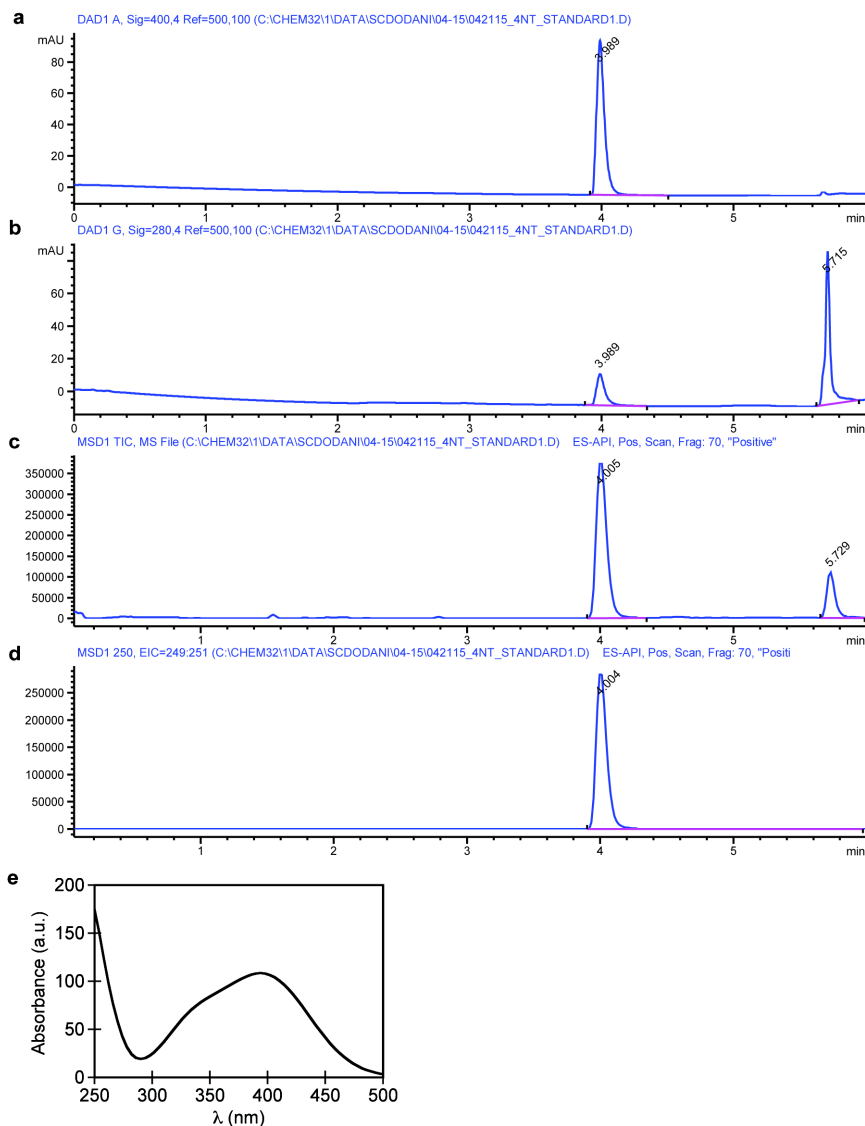 a
DAD1 A, Sig=400,4 Ref=500,100 (C:\CHEM32\1\DATA\SCDODANI\04-15\042115_4NT_STANDARD1.D)
mAU
3.989
80
60
40
20
0
0 1 2 3 4 5 min
b
DAD1 G, Sig=280,4 Ref=500,100 (C:\CHEM32\1\DATA\SCDODANI\04-15\042115_4NT_STANDARD1.D)
mAU
5.715
60
40
3.989
20
0
0 1 2 3 4 5 min
c
MSD1 TIC, MS File (C:\CHEM32\1\DATA\SCDODANI\04-15\042115_4NT_STANDARD1.D) ES-API, Pos, Scan, Frag: 70, "Positive"
350000
4.005
300000
250000
200000
150000
5.729
100000
50000
0
1 2 3 4 5 min
d
MSD1 250, EIC=249:251 (C:\CHEM32\1\DATA\SCDODANI\04-15\042115_4NT_STANDARD1.D) ES-API, Pos, Scan, Frag: 70, "Positi
4.004
250000
200000
150000
100000
50000
0
1 2 3 4 5 min
e
Absorbance (a.u.)
200
150
100
50
0
250 300 350 400 450 500
λ (nm)